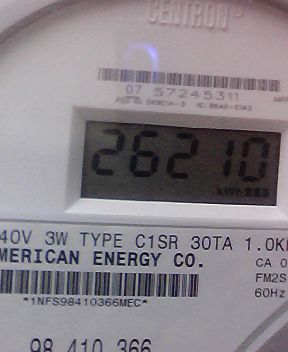 CENTRON
07 57245311
26210
kWh
40V 3W TYPE C1SR 30TA 1.0K
MERICAN ENERGY CO.
CA 0
FM2S
60Hz
*1NFS98410366MEC*
98 410 366